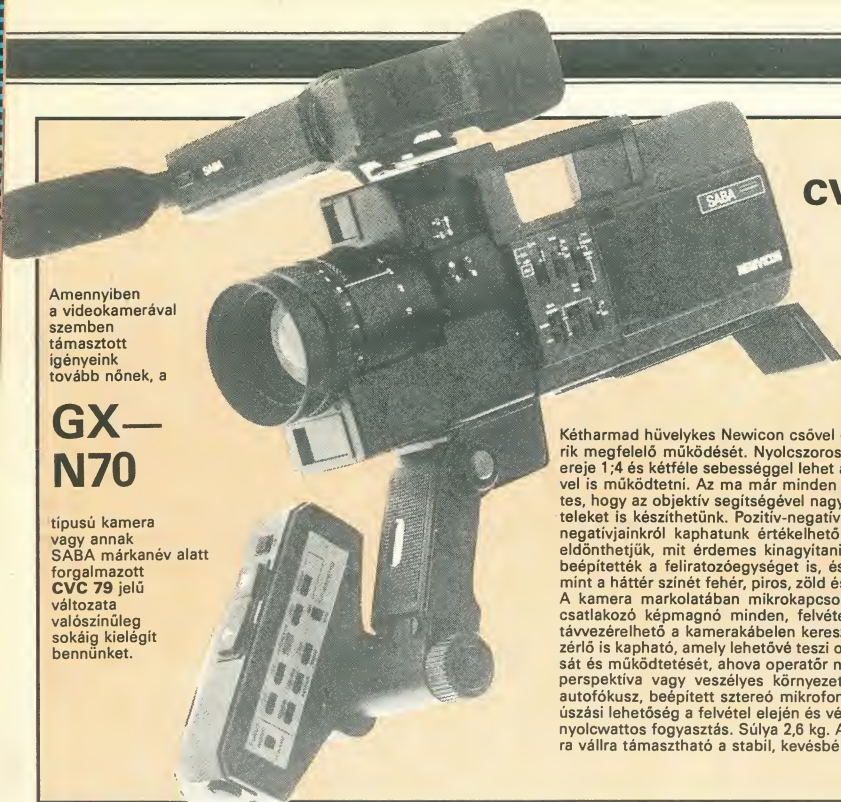 SABA
SABA
NEWVICON
CV
Amennyiben
a videokamerával
szemben
támasztott
igényeink
tovább nőnek, a
GX—
N70
típusú kamera
vagy annak
SABA márkanév alatt
forgalmazott
CVC 79 jelű
változata
valószínűleg
sokáig kielégít
bennünket.
Kétharmad hüvelykes Newicon csővel
rik megfelelő működését. Nyolcszoros
ereje 1;4 és kétféle sebességgel lehet
vel is működtetni. Az ma már minden
tes, hogy az objektív segítségével nagy
teleket is készíthetünk. Pozitív-negatív
negatívjainkról kaphatunk értékelhető
eldönthetjük, mit érdemes kinagyítani
beépítették a feliratozóegységet is, és
mint a háttér színét fehér, piros, zöld és
A kamera markolatában mikrokapcso
csatlakozó képmagnó minden, felvéte
távvezérelhető a kamerakábelen keresz
zérlő is kapható, amely lehetővé teszi o
sát és működtetését, ahova operatőr n
perspektíva vagy veszélyes környezet
autofókusz, beépített sztereó mikrofon
úszási lehetőség a felvétel elején és vé
nyolcwattos fogyasztás. Súlya 2,6 kg. A
ra vállra támasztható a stabil, kevésbé